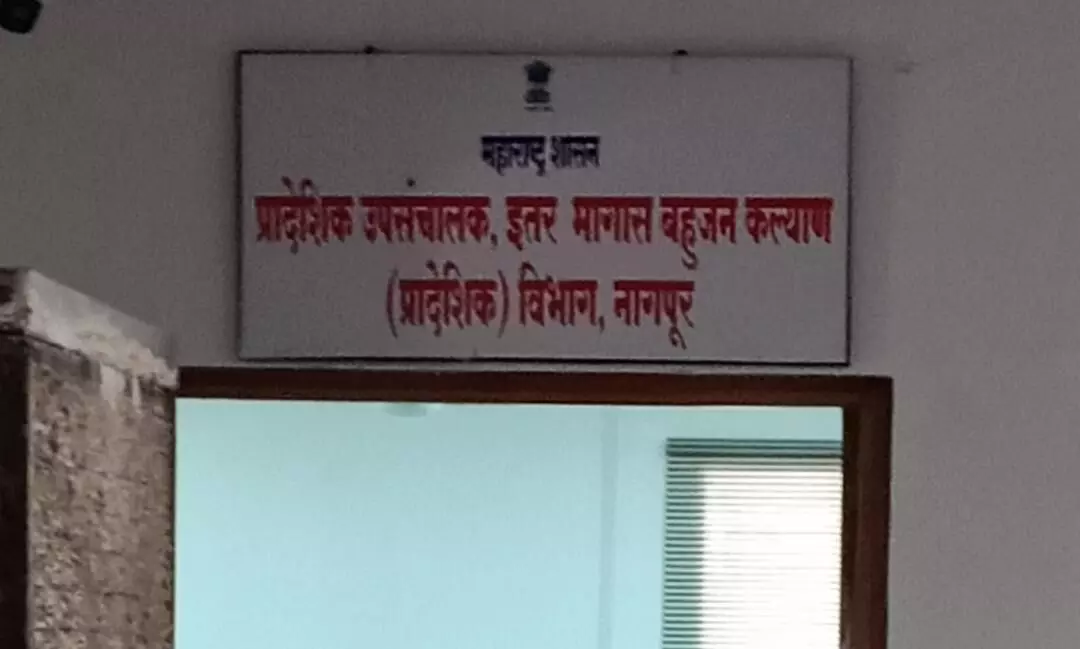 महाराष्ट्र शासन
प्रादेशिक उपसंचालक, इतर मागास बहुजन कल्याण
(प्रादेशिक) विभाग, नागपूर